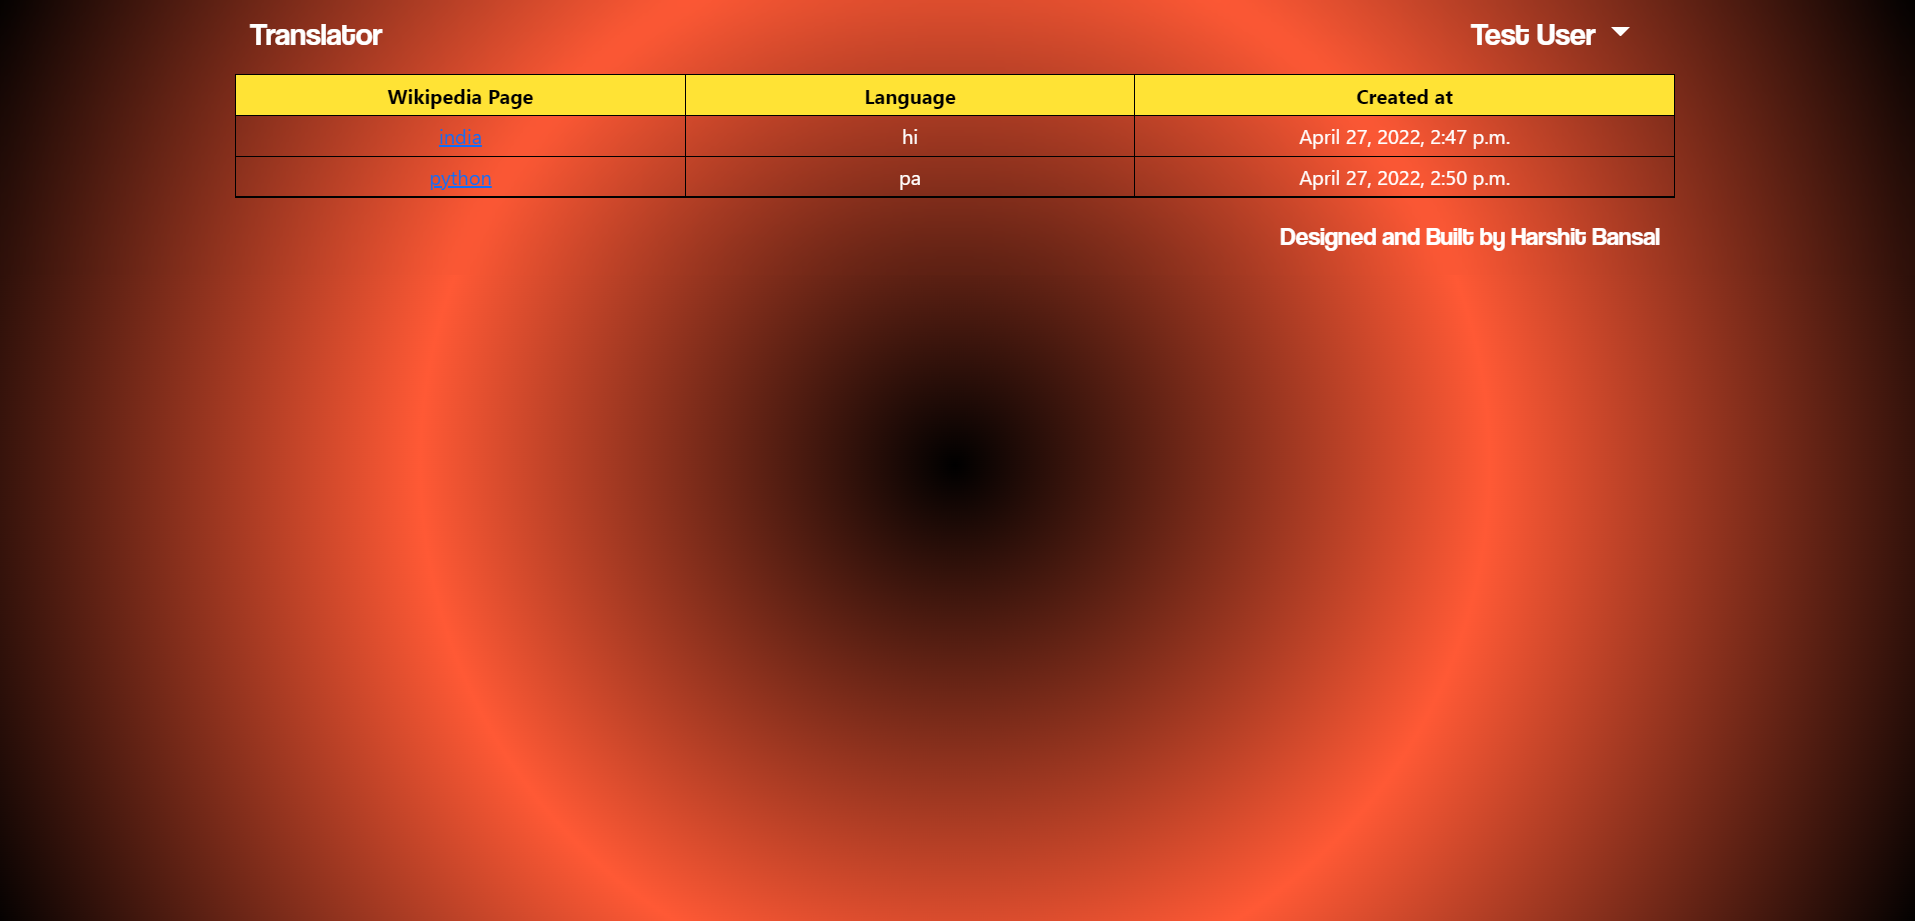 Translator Test User
Wikipedia Page Language Created at
india hi April 27, 2022, 2:47 p.m.
python pa April 27, 2022, 2:50 p.m.
Designed and Built by Harshit Bansal